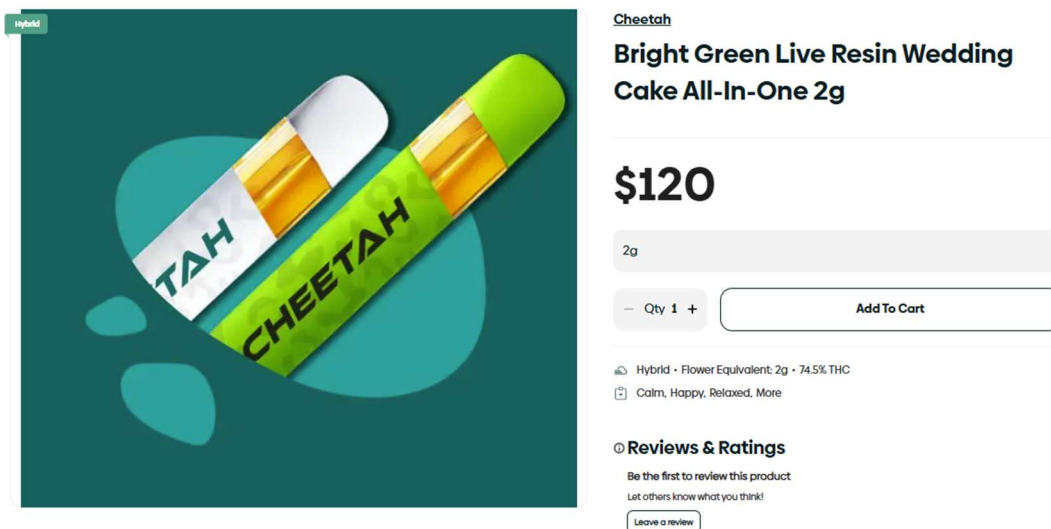 Hybrid
TAH
CHEETAH
Cheetah
Bright Green Live Resin Wedding
Cake All-In-One 2g
$120
2g
− Qty 1 +
Add To Cart
Hybrid • Flower Equivalent: 2g • 74.5% THC
Calm, Happy, Relaxed, More
Reviews & Ratings
Be the first to review this product
Let others know what you think!
Leave a review